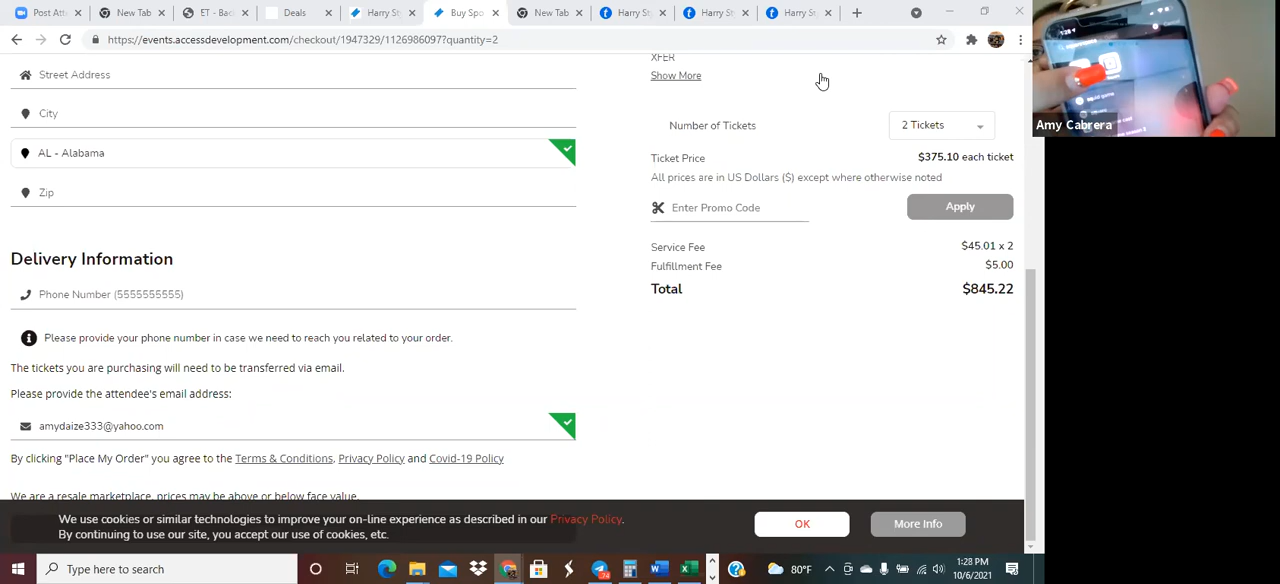 Post Att
New Tab
ET - Bac
Deals
Harry St
Buy Spo
New Tab
Harry St
Harry St
Harry St
https://events.accessdevelopment.com/checkout/1947329/1126986097?quantity=2
1:28
Amy Cabrera
Street Address
City
AL - Alabama
Zip
Delivery Information
Phone Number (5555555555)
Please provide your phone number in case we need to reach you related to your order.
The tickets you are purchasing will need to be transferred via email.
Please provide the attendee's email address:
amydaize333@yahoo.com
By clicking "Place My Order" you agree to the Terms & Conditions, Privacy Policy and Covid-19 Policy
We are a resale marketplace, prices may be above or below face value.
XFER
Show More
Number of Tickets 2 Tickets
Ticket Price $375.10 each ticket
All prices are in US Dollars ($) except where otherwise noted
Enter Promo Code Apply
Service Fee $45.01 x 2
Fulfillment Fee $5.00
Total $845.22
We use cookies or similar technologies to improve your on-line experience as described in our Privacy Policy.
By continuing to use our site, you accept our use of cookies, etc.
OK
More Info
Type here to search
80°F
1:28 PM
10/6/2021